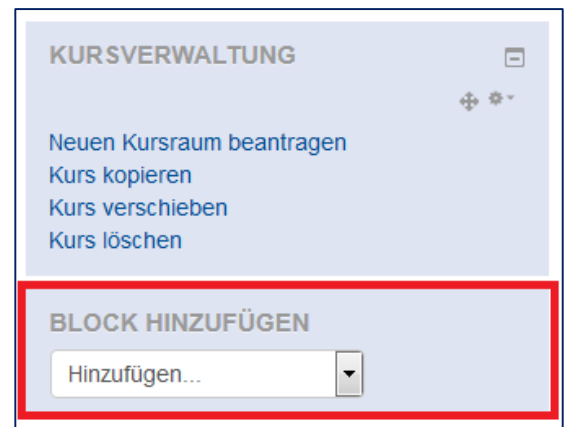 KURSVERWALTUNG
Neuen Kursraum beantragen
Kurs kopieren
Kurs verschieben
Kurs löschen
BLOCK HINZUFÜGEN
Hinzufügen...